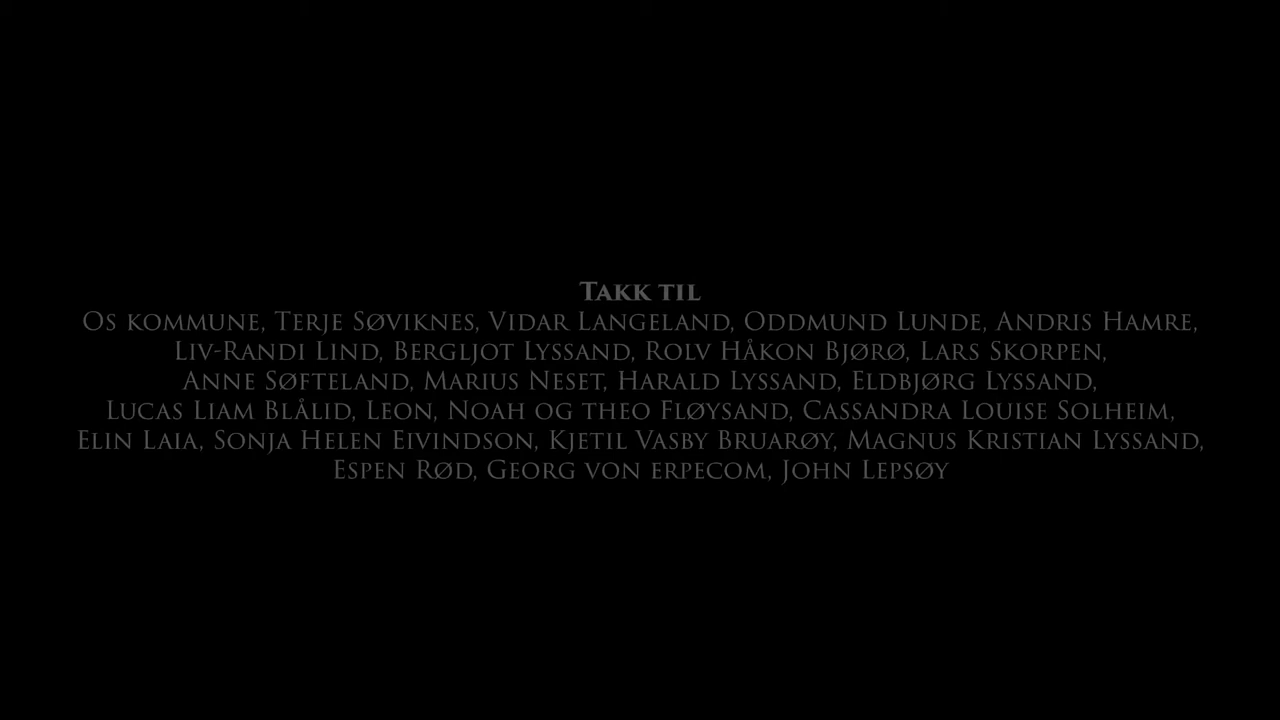 Takk til
Os kommune, Terje Søviknes, Vidar Langeland, Oddmund Lunde, Andris Hamre,
Liv-Randi Lind, Bergljot Lyssand, Rolv Håkon Bjørø, Lars Skorpen,
Anne Søfteland, Marius Neset, Harald Lyssand, Eldbjørg Lyssand,
Lucas Liam Blålid, Leon, Noah og theo Fløysand, Cassandra Louise Solheim,
Elin Laia, Sonja Helen Eivindson, Kjetil Vasby Bruarøy, Magnus Kristian Lyssand,
Espen Rød, Georg von erpecom, John Lepsøy